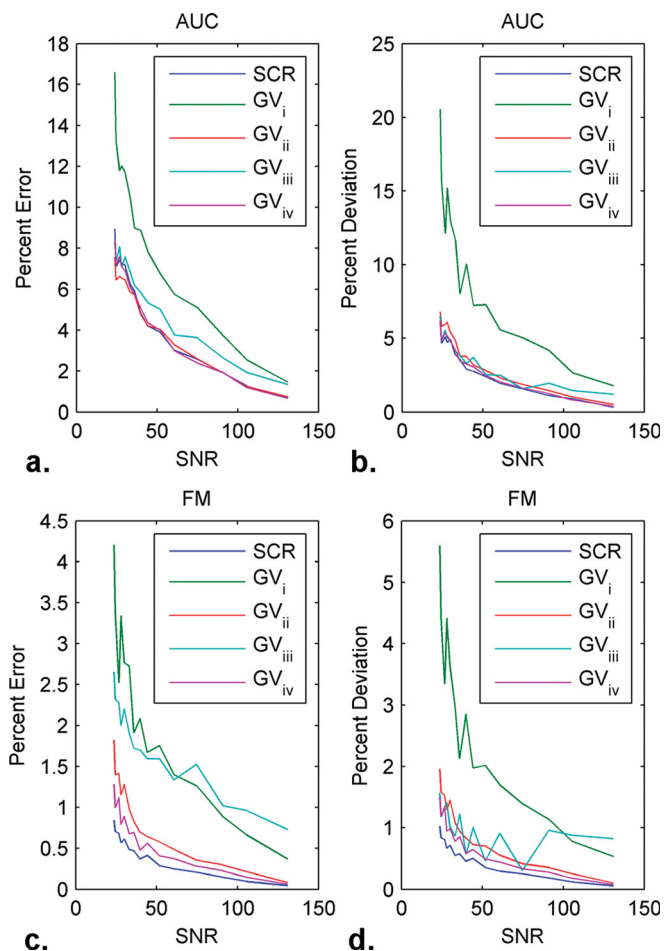 AUC
18
16
14
12
10
8
6
4
2
0
Percent Error
SCR
GVi
GVii
GViii
GViv
0 50 100 150
SNR
a.
AUC
25
20
15
10
5
0
Percent Deviation
SCR
GVi
GVii
GViii
GViv
0 50 100 150
SNR
b.
FM
4.5
4
3.5
3
2.5
2
1.5
1
0.5
0
Percent Error
SCR
GVi
GVii
GViii
GViv
0 50 100 150
SNR
c.
FM
6
5
4
3
2
1
0
Percent Deviation
SCR
GVi
GVii
GViii
GViv
0 50 100 150
SNR
d.